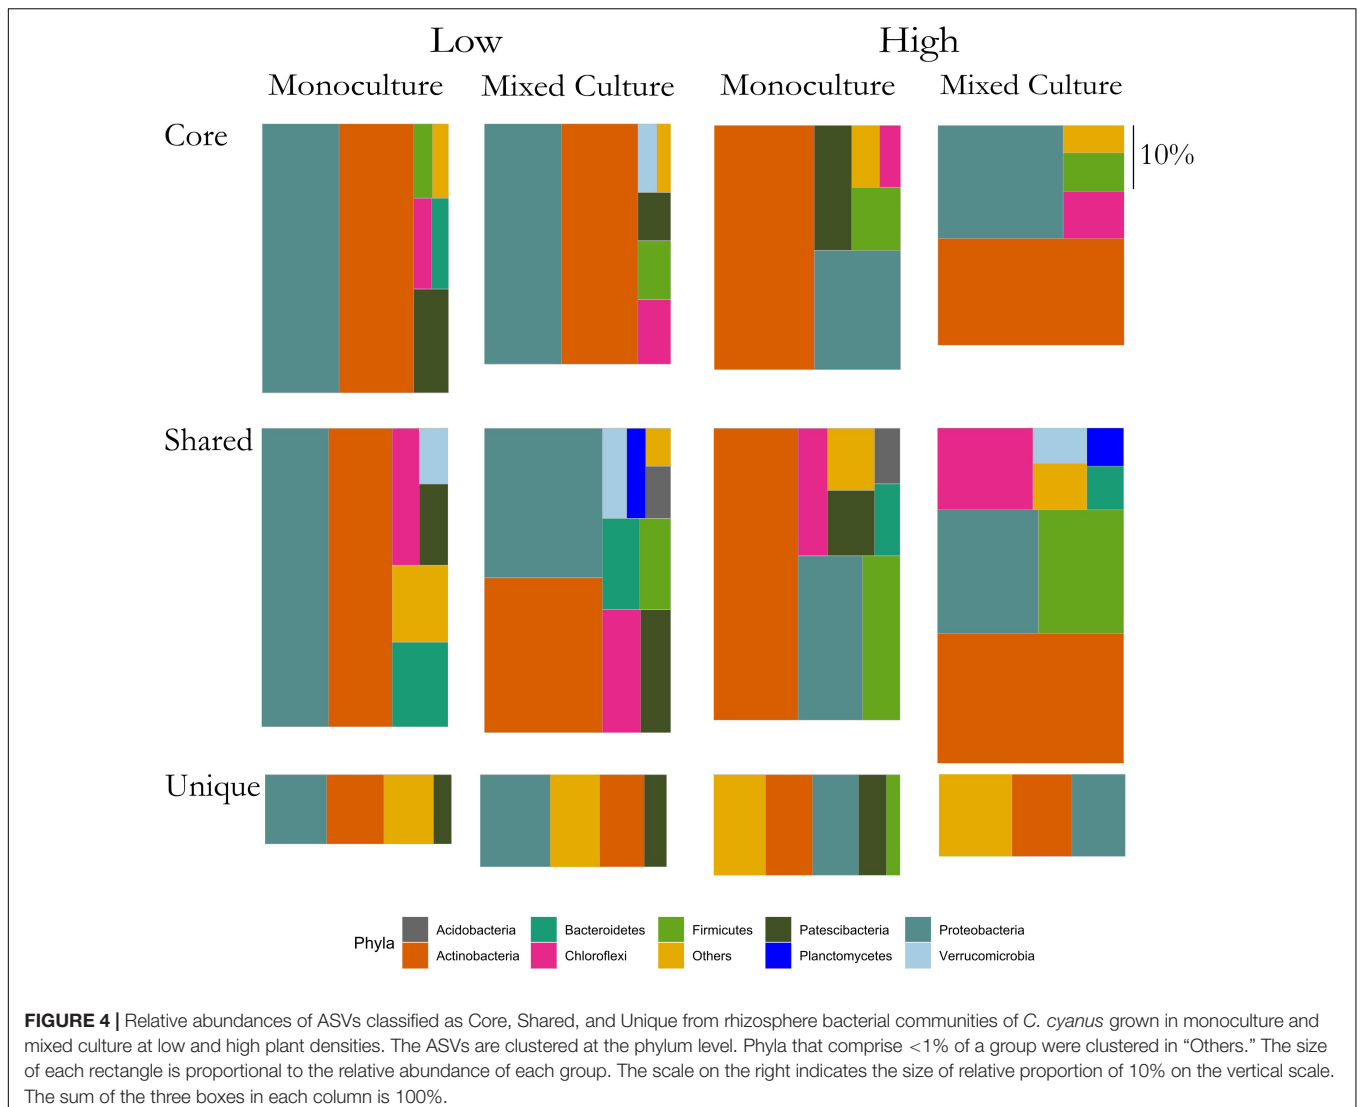 Low High
Monoculture Mixed Culture Monoculture Mixed Culture
Core
10%
Shared
Unique
Phyla
Acidobacteria Bacteroidetes Firmicutes Patescibacteria Proteobacteria
Actinobacteria Chloroflexi Others Planctomycetes Verrucomicrobia
FIGURE 4 | Relative abundances of ASVs classified as Core, Shared, and Unique from rhizosphere bacterial communities of C. cyanus grown in monoculture and
mixed culture at low and high plant densities. The ASVs are clustered at the phylum level. Phyla that comprise <1% of a group were clustered in “Others.” The size
of each rectangle is proportional to the relative abundance of each group. The scale on the right indicates the size of relative proportion of 10% on the vertical scale.
The sum of the three boxes in each column is 100%.